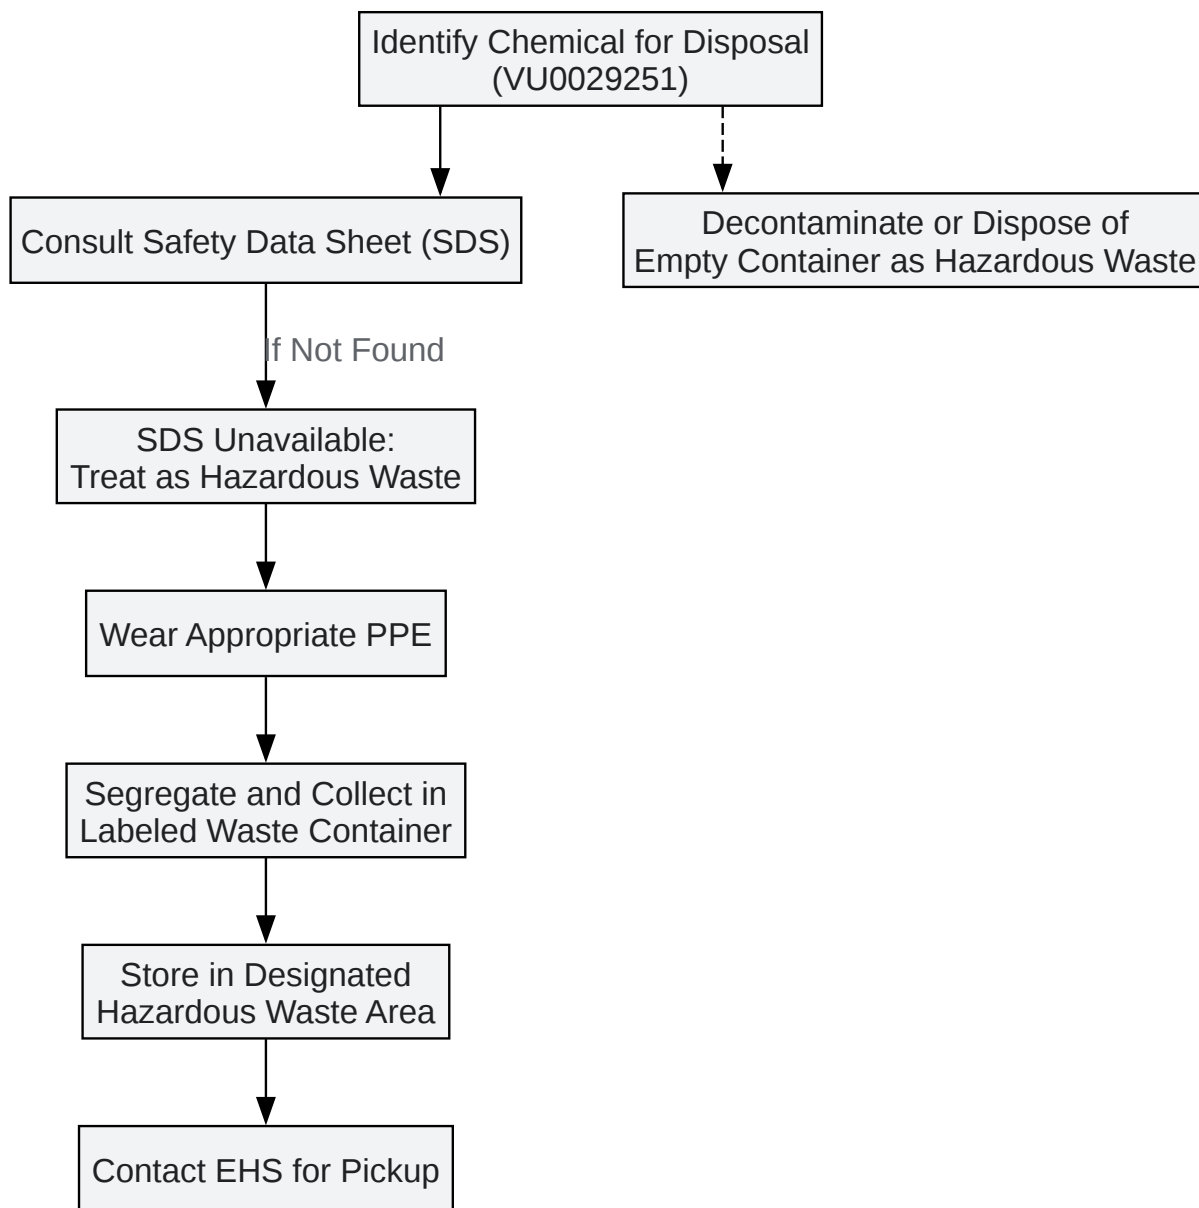 Identify Chemical for Disposal
(VU0029251)
Consult Safety Data Sheet (SDS)
Decontaminate or Dispose of
Empty Container as Hazardous Waste
If Not Found
SDS Unavailable:
Treat as Hazardous Waste
Wear Appropriate PPE
Segregate and Collect in
Labeled Waste Container
Store in Designated
Hazardous Waste Area
Contact EHS for Pickup